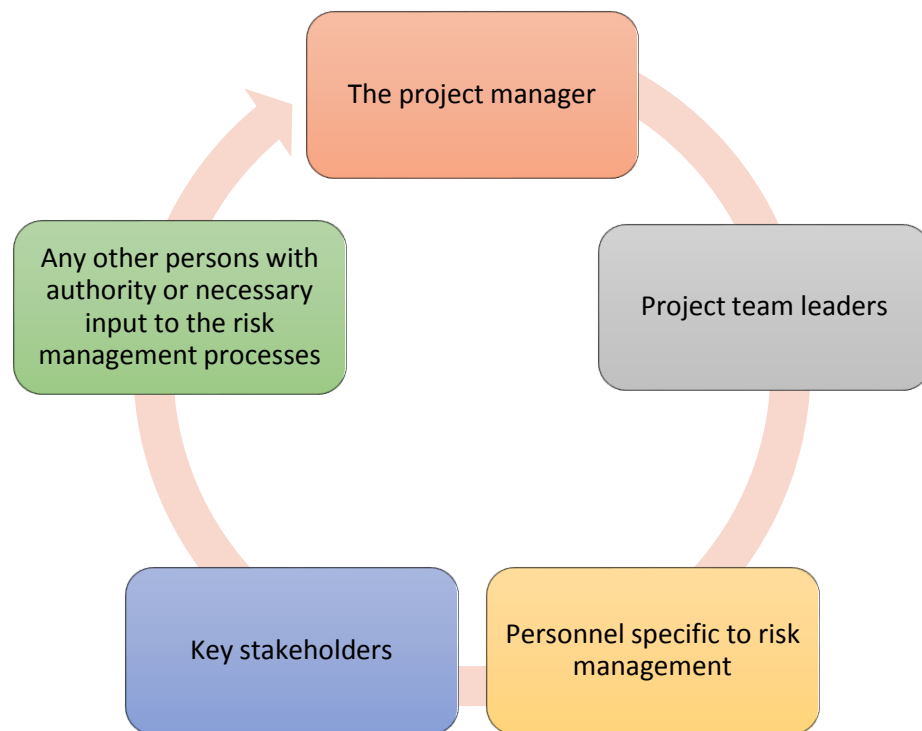 The project manager
Project team leaders
Personnel specific to risk
management
Key stakeholders
Any other persons with
authority or necessary
input to the risk
management processes